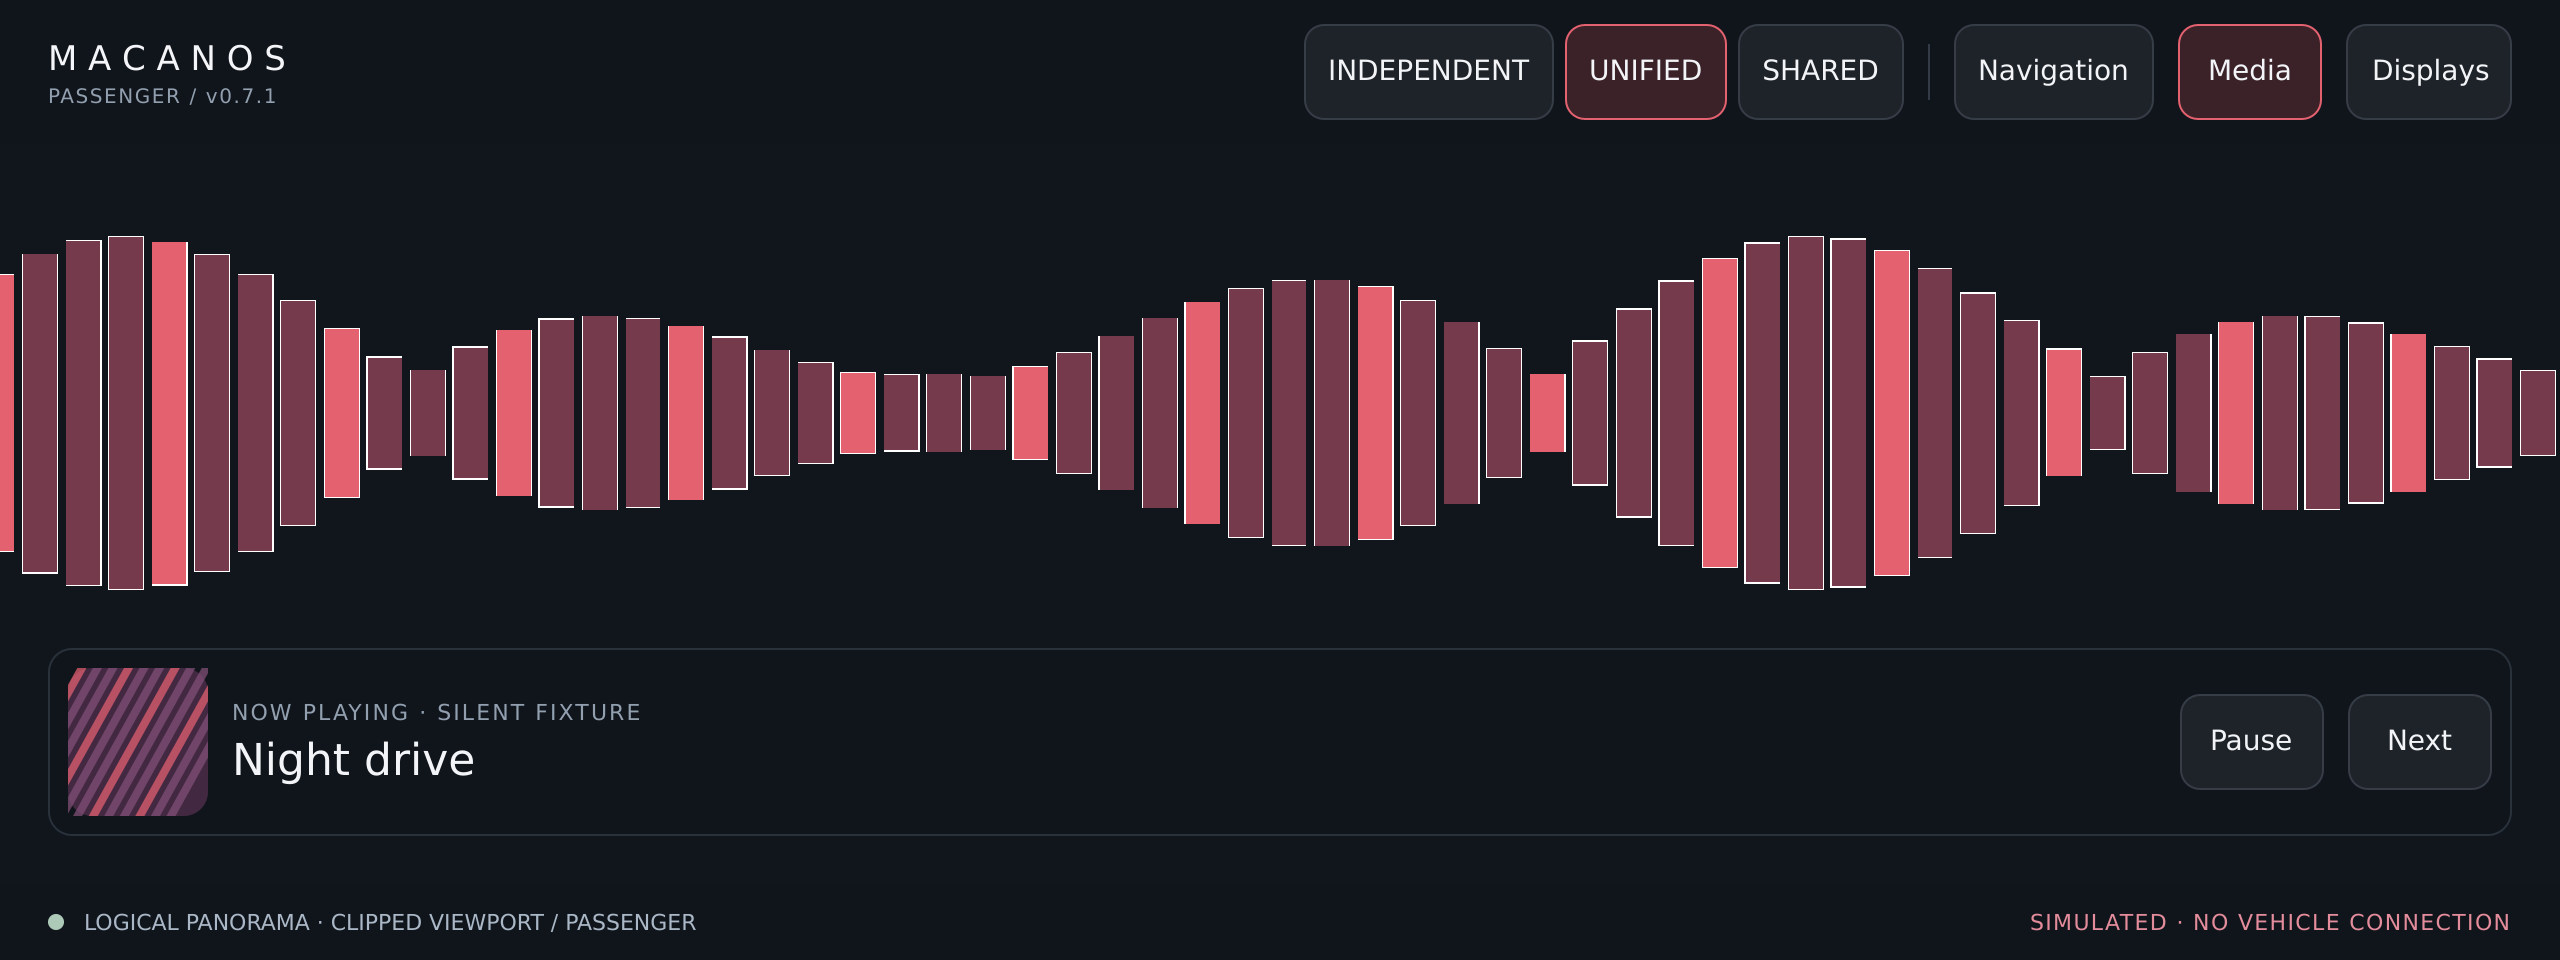 MACANOS
PASSENGER / v0.7.1
INDEPENDENT
UNIFIED
SHARED
Navigation
Media
Displays
NOW PLAYING · SILENT FIXTURE
Night drive
Pause
Next
LOGICAL PANORAMA · CLIPPED VIEWPORT / PASSENGER
SIMULATED · NO VEHICLE CONNECTION